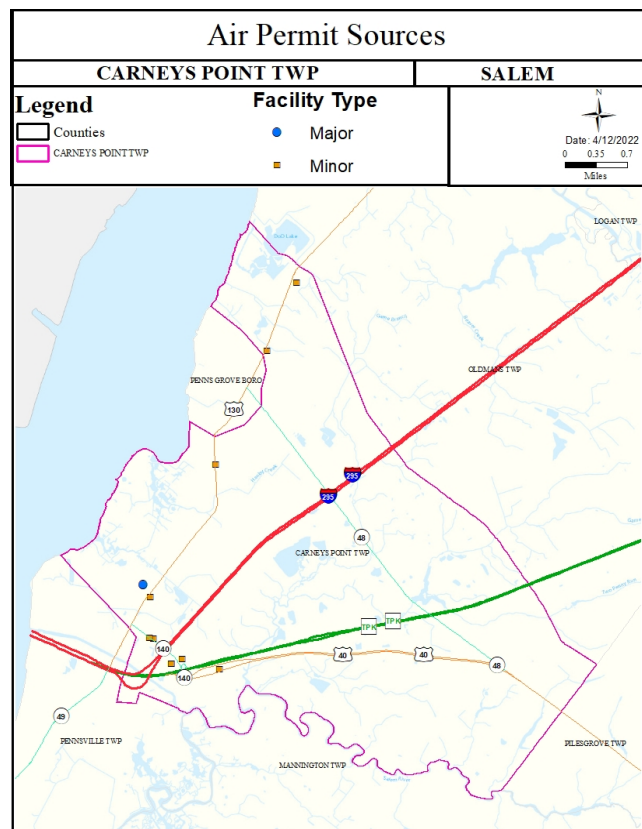 Air Permit Sources
CARNEYS POINT TWP
SALEM
Legend
Counties
CARNEYS POINT TWP
Facility Type
Major
Minor
N
Date: 4/12/2022
0 0.35 0.7
Miles
LOGAN TWP
OLDMANS TWP
PENNS GROVE BORO
130
295
295
48
CARNEYS POINT TWP
TPK
TPK
140
40
40
48
140
49
PENNSVILLE TWP
MANNINGTON TWP
PILESGROVE TWP